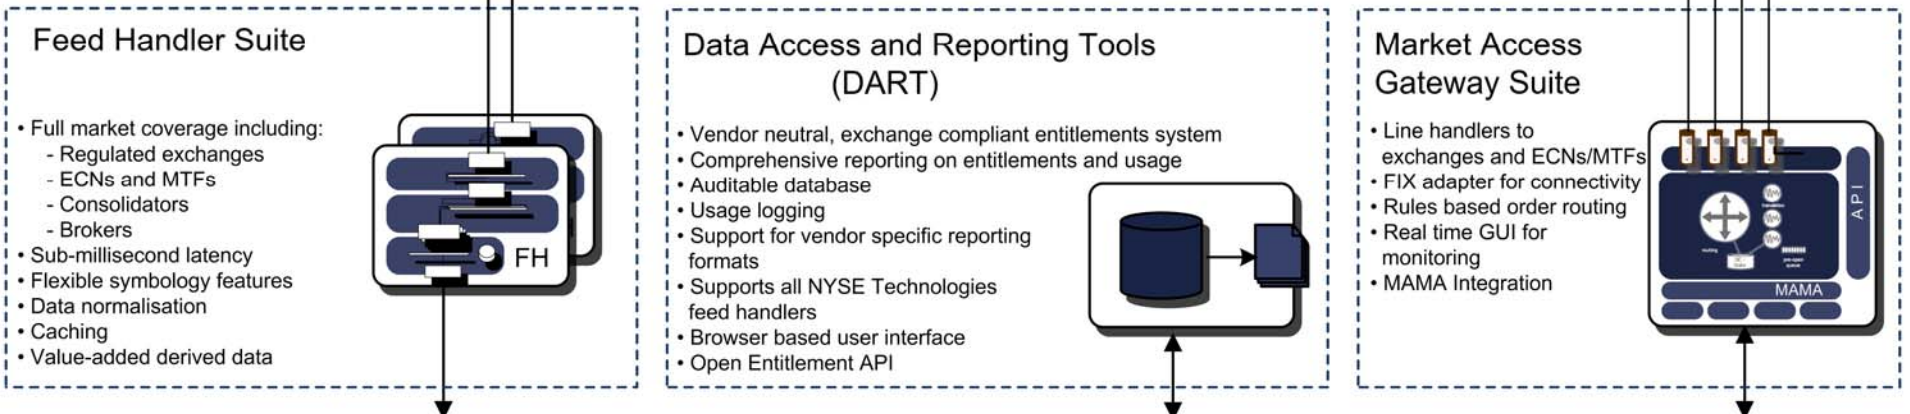 Feed Handler Suite
• Full market coverage including:
- Regulated exchanges
- ECNs and MTFs
- Consolidators
- Brokers
• Sub-millisecond latency
• Flexible symbology features
• Data normalisation
• Caching
• Value-added derived data
FH
Data Access and Reporting Tools
(DART)
• Vendor neutral, exchange compliant entitlements system
• Comprehensive reporting on entitlements and usage
• Auditable database
• Usage logging
• Support for vendor specific reporting
formats
• Supports all NYSE Technologies
feed handlers
• Browser based user interface
• Open Entitlement API
Market Access
Gateway Suite
• Line handlers to
exchanges and ECNs/MTFs
• FIX adapter for connectivity
• Rules based order routing
• Real time GUI for
monitoring
• MAMA Integration
API
routing
pre-open
queue
MAMA